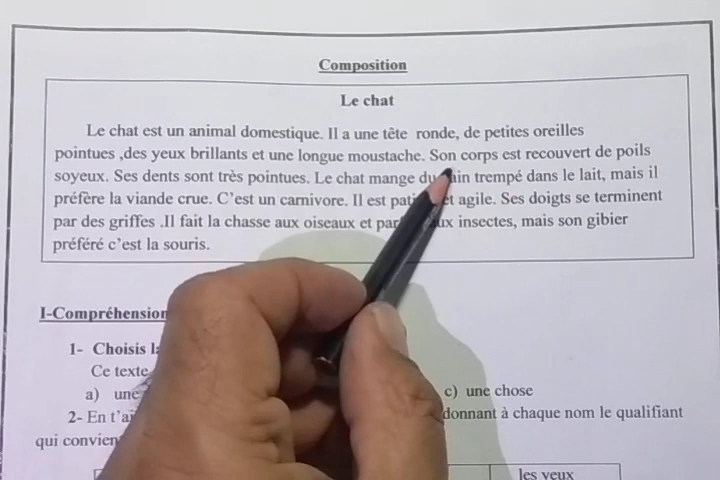 Composition
Le chat
Le chat est un animal domestique. Il a une tête ronde, de petites oreilles
pointues ,des yeux brillants et une longue moustache. Son corps est recouvert de poils
soyeux. Ses dents sont très pointues. Le chat mange du pain trempé dans le lait, mais il
préfère la viande crue. C'est un carnivore. Il est et agile. Ses doigts se terminent
par des griffes .Il fait la chasse aux oiseaux et aux insectes, mais son gibier
préféré c'est la souris.
I-Compréhension
1- Choisis
Ce texte
a) une
c) une chose
2- En donnant à chaque nom le qualifiant
qui
les yeux